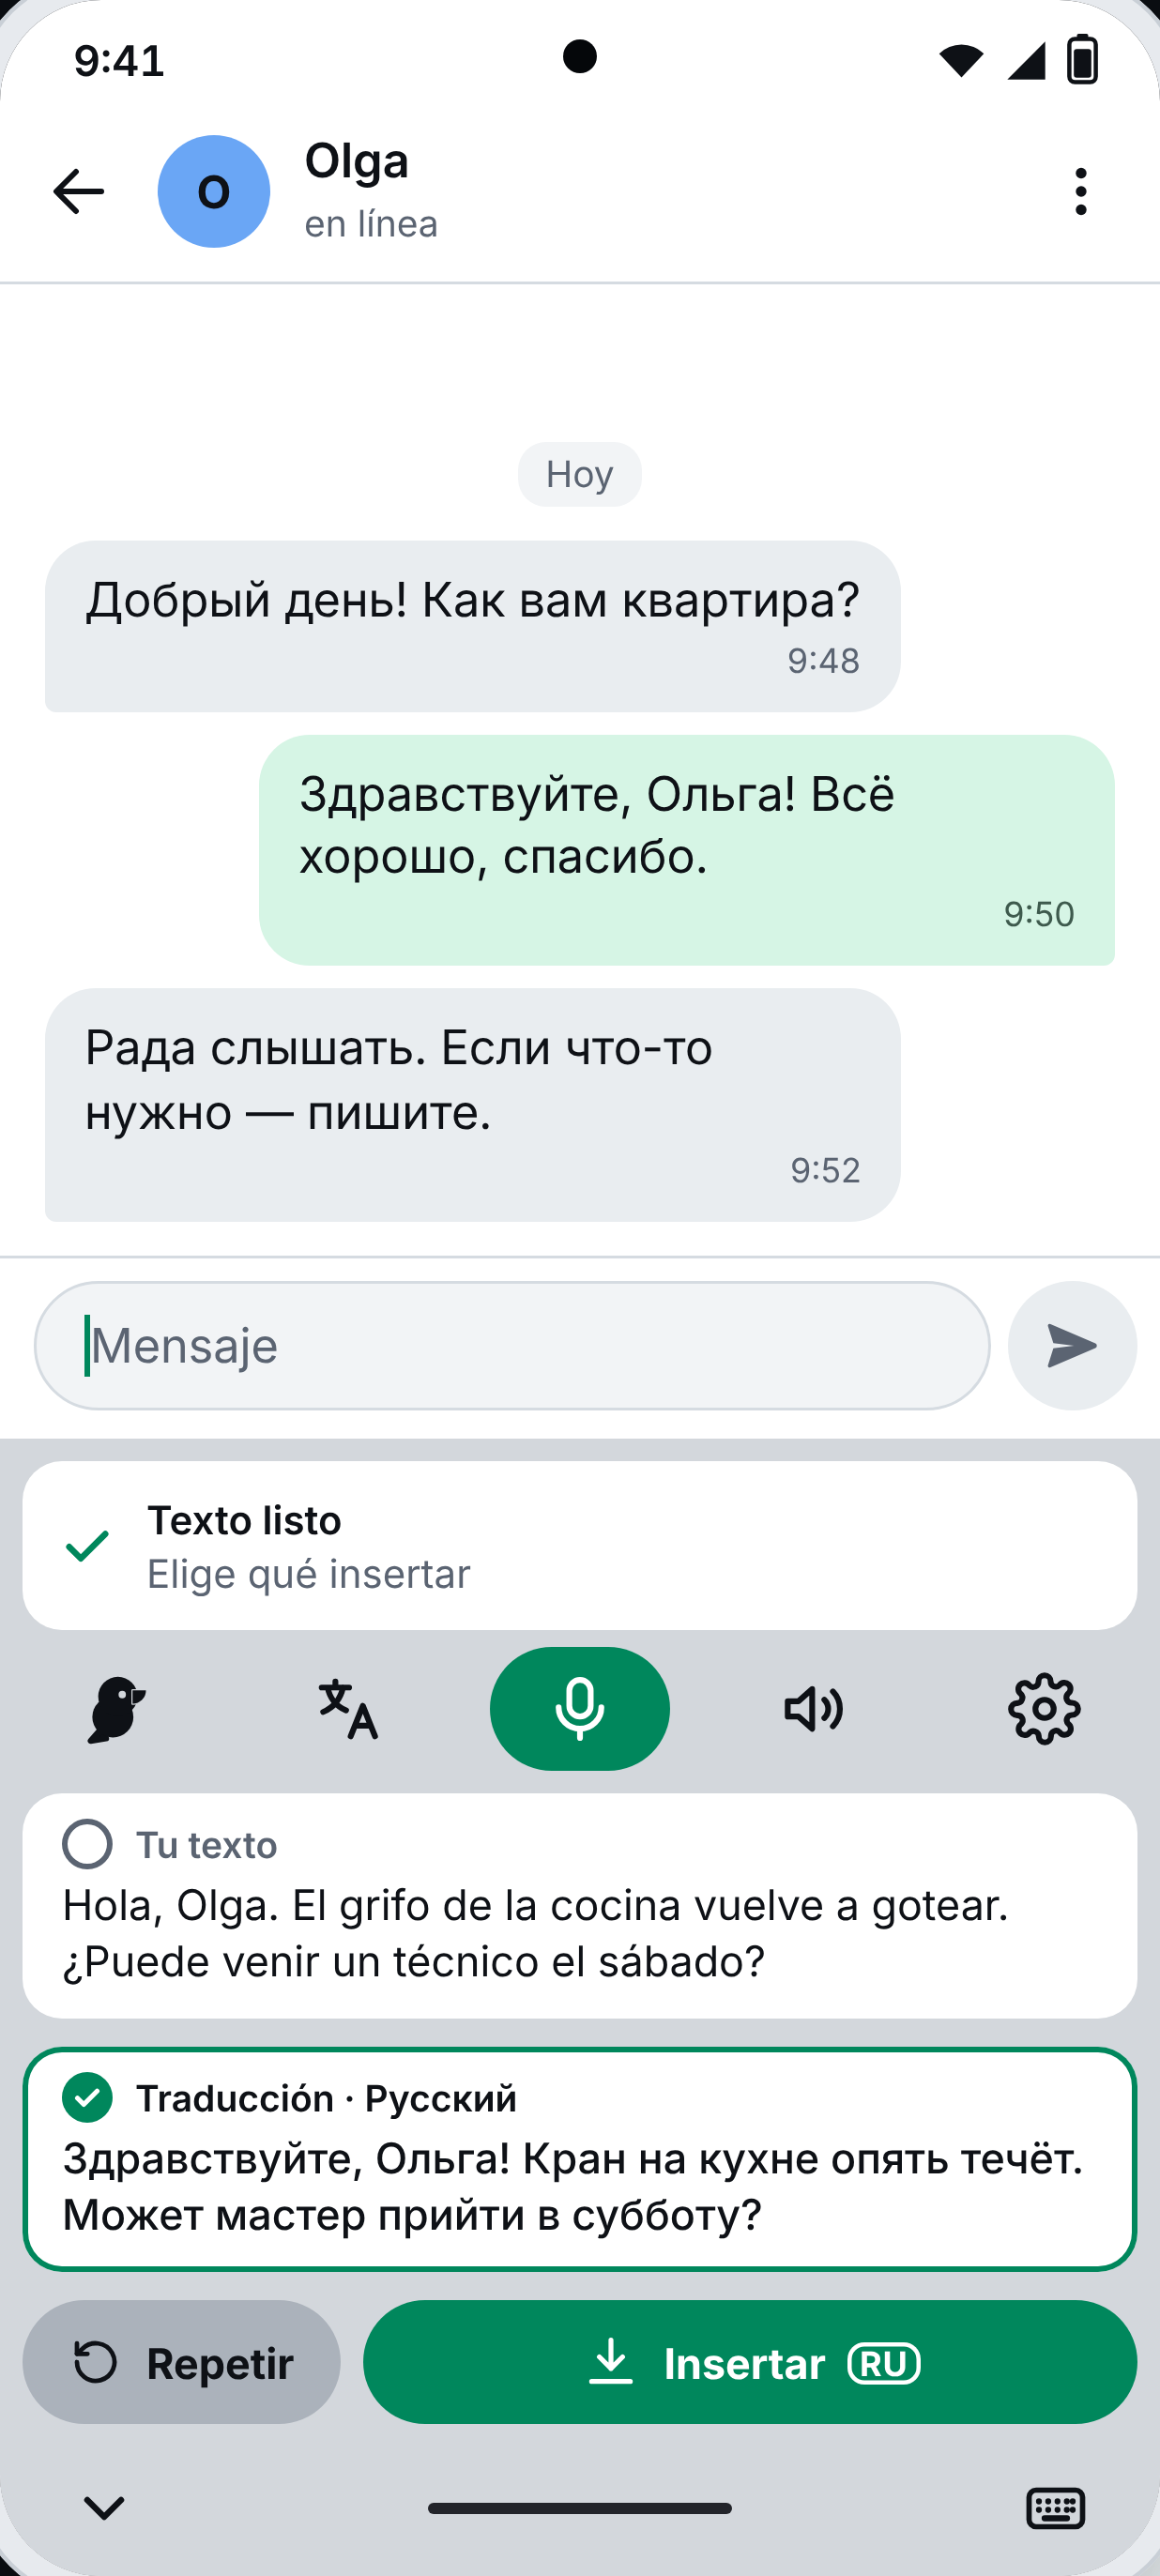 9:41
O
Olga
en línea
Hoy
Добрый день! Как вам квартира?
9:48
Здравствуйте, Ольга! Всё
хорошо, спасибо.
9:50
Рада слышать. Если что-то
нужно — пишите.
9:52
Mensaje
Texto listo
Elige qué insertar
Tu texto
Hola, Olga. El grifo de la cocina vuelve a gotear.
¿Puede venir un técnico el sábado?
Traducción · Русский
Здравствуйте, Ольга! Кран на кухне опять течёт.
Может мастер прийти в субботу?
Repetir
Insertar RU